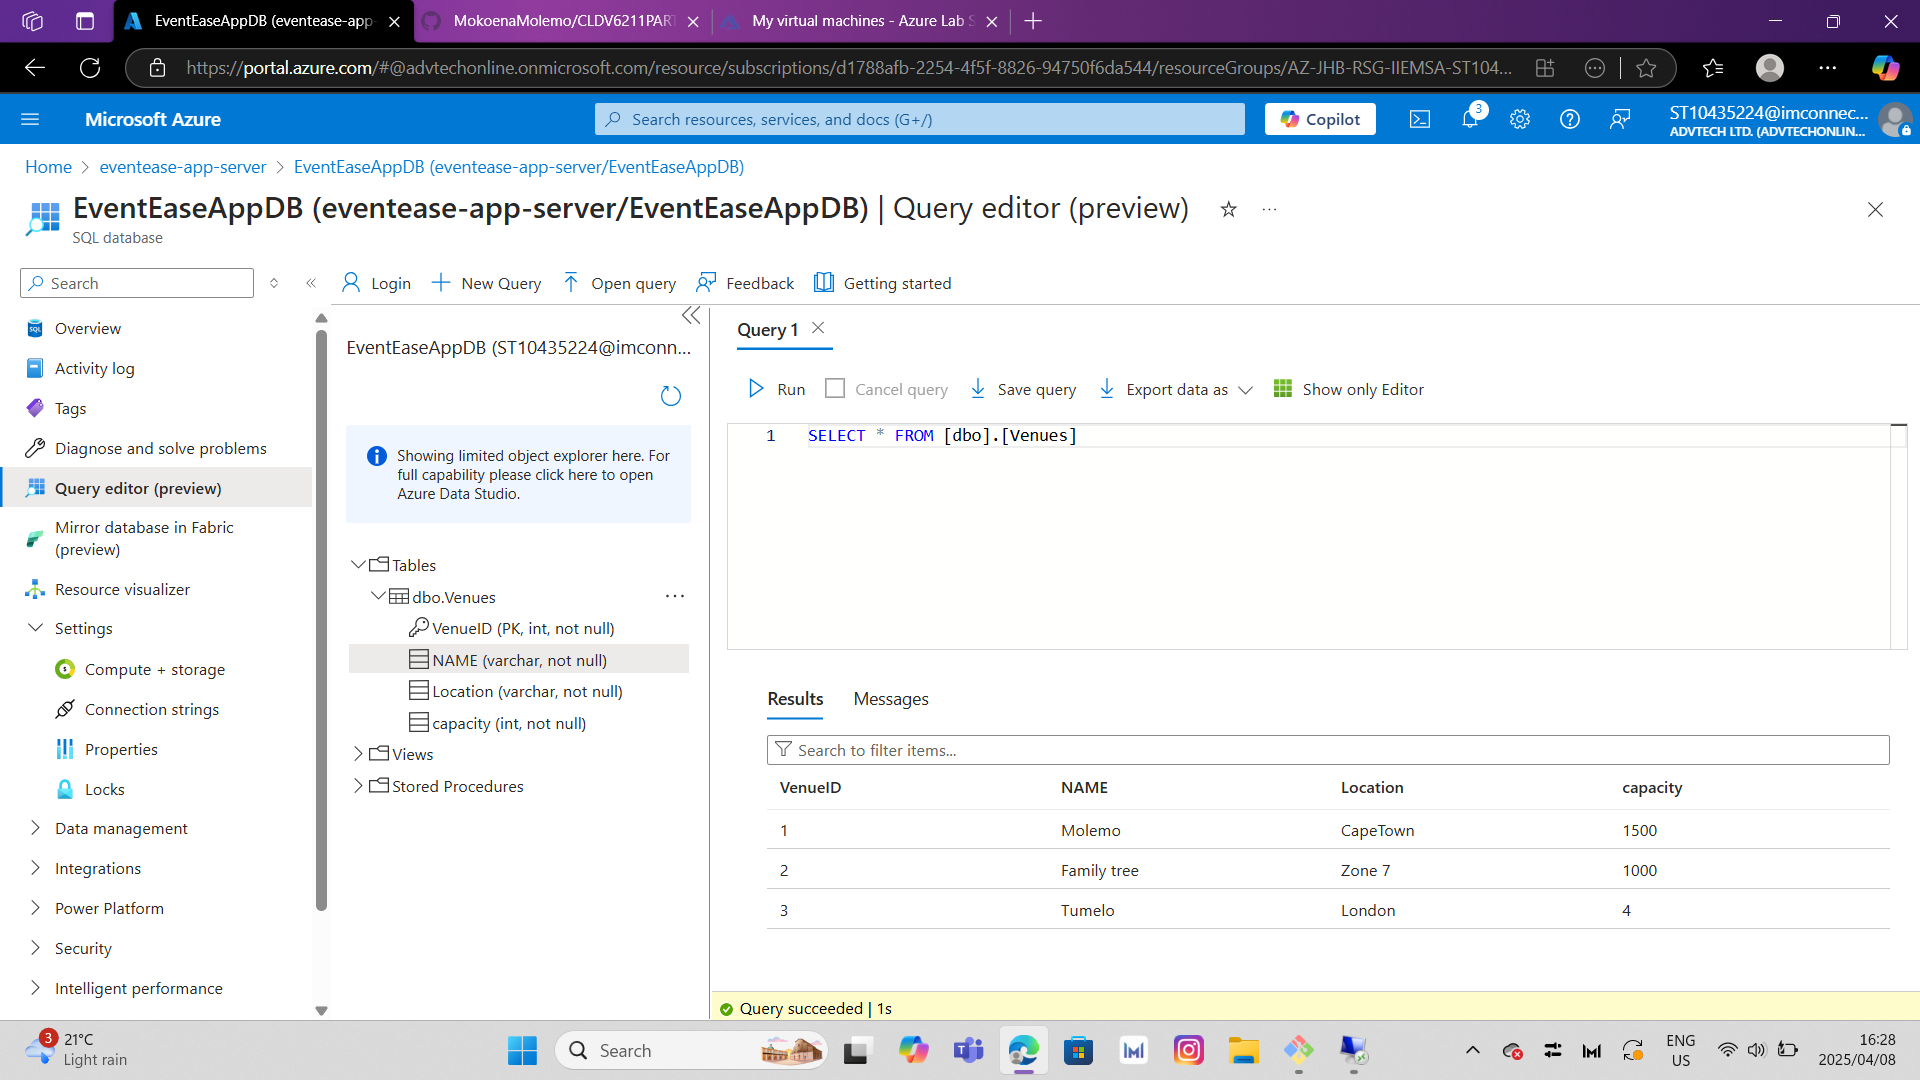 EventEaseAppDB (eventease-app-
MokoenaMolemo/CLDV6211PAR
My virtual machines - Azure Lab S
https://portal.azure.com/#@advtechonline.onmicrosoft.com/resource/subscriptions/d1788afb-2254-4f5f-8826-94750f6da544/resourceGroups/AZ-JHB-RSG-IIEMSA-ST104...
Microsoft Azure
Search resources, services, and docs (G+/)
Copilot
3
ST10435224@imconnec...
ADVTECH LTD. (ADVTECHONLIN...
Home > eventease-app-server > EventEaseAppDB (eventease-app-server/EventEaseAppDB)
EventEaseAppDB (eventease-app-server/EventEaseAppDB) | Query editor (preview)
SQL database
Search
Login
New Query
Open query
Feedback
Getting started
Overview
Activity log
Tags
Diagnose and solve problems
Query editor (preview)
Mirror database in Fabric
(preview)
Resource visualizer
Settings
Compute + storage
Connection strings
Properties
Locks
Data management
Integrations
Power Platform
Security
Intelligent performance
EventEaseAppDB (ST10435224@imconn...
Showing limited object explorer here. For
full capability please click here to open
Azure Data Studio.
Tables
dbo.Venues
VenueID (PK, int, not null)
NAME (varchar, not null)
Location (varchar, not null)
capacity (int, not null)
Views
Stored Procedures
Query 1
Run
Cancel query
Save query
Export data as
Show only Editor
1 SELECT * FROM [dbo].[Venues]
Results
Messages
Search to filter items...
VenueID NAME Location capacity
1 Molemo CapeTown 1500
2 Family tree Zone 7 1000
3 Tumelo London 4
Query succeeded | 1s
3
21°C
Light rain
Search
ENG
US
16:28
2025/04/08